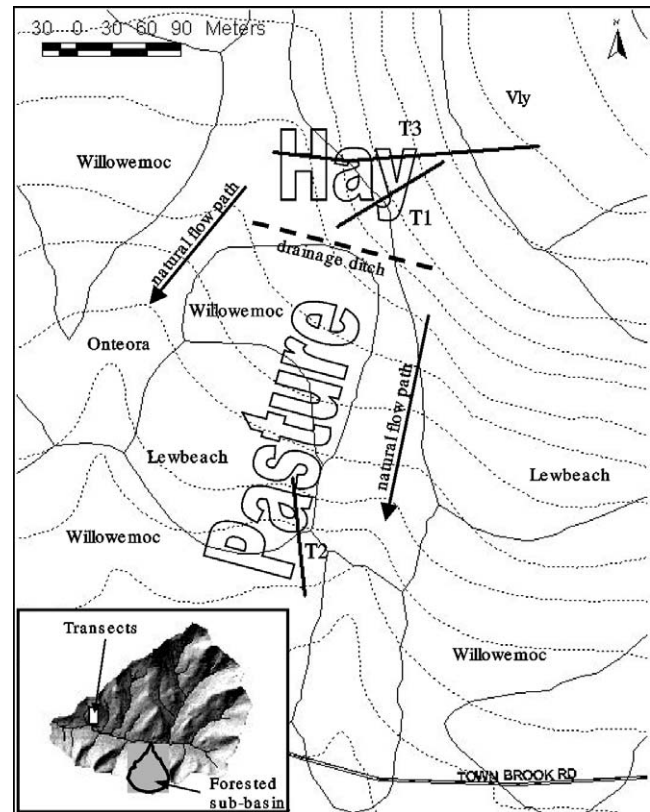 30 0 30 60 90 Meters
N
Vly
T3
Willowemoc
Hay
T1
natural flow path
drainage ditch
Willowemoc
Onteora
Pasture
natural flow path
Lewbeach
Lewbeach
Willowemoc
T2
Transects
Willowemoc
Forested
sub-basin
TOWN BROOK RD